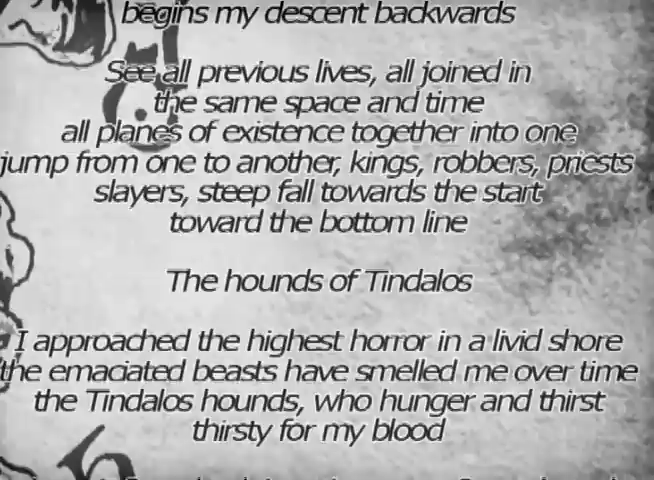 begins my descent backwards
See all previous lives, all joined in
the same space and time
all planes of existence together into one
jump from one to another, kings, robbers, priests
slayers, steep fall towards the start
toward the bottom line
The hounds of Tindalos
I approached the highest horror in a livid shore
the emaciated beasts have smelled me over time
the Tindalos hounds, who hunger and thirst
thirsty for my blood